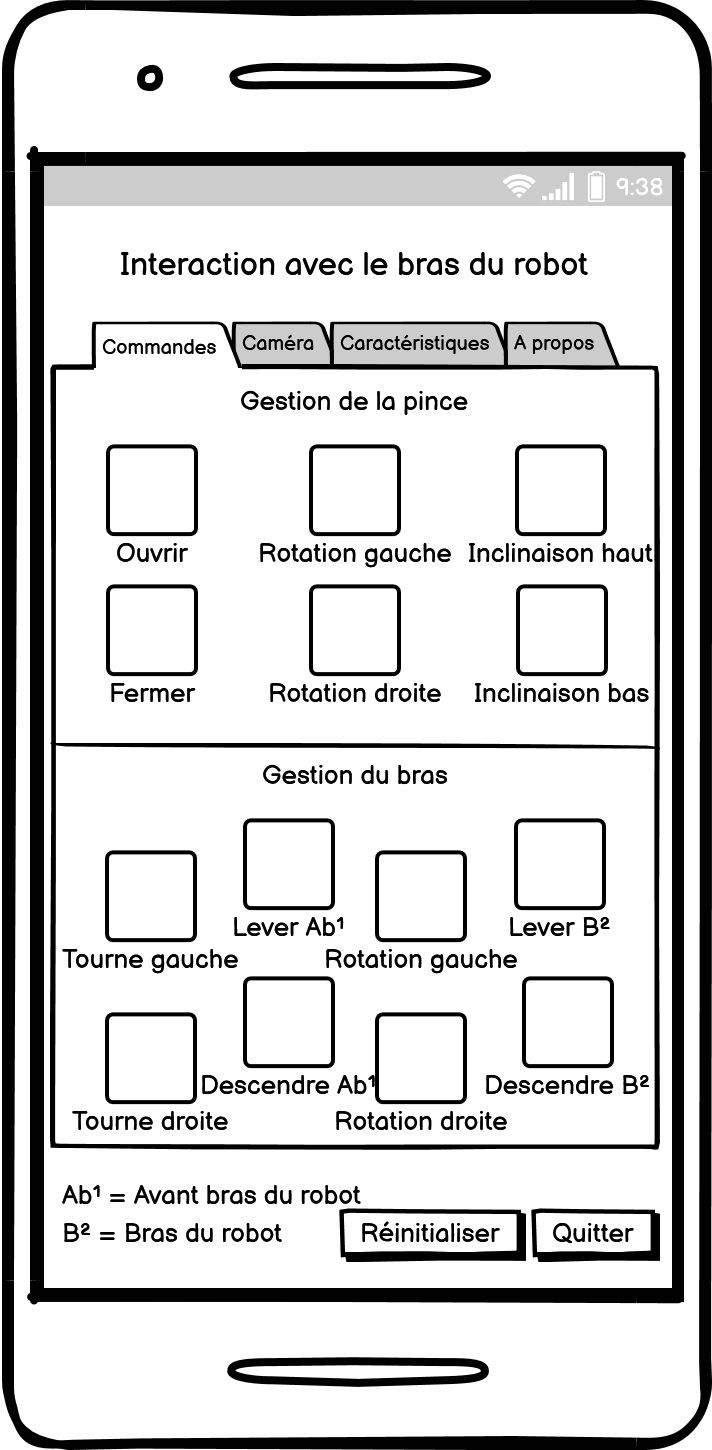 9:38
Interaction avec le bras du robot
Commandes Caméra Caractéristiques A propos
Gestion de la pince
Ouvrir Rotation gauche Inclinaison haut
Fermer Rotation droite Inclinaison bas
Gestion du bras
Lever Ab¹ Lever B²
Tourne gauche Rotation gauche
Descendre Ab¹ Descendre B²
Tourne droite Rotation droite
Ab¹ = Avant bras du robot
B² = Bras du robot Réinitialiser Quitter